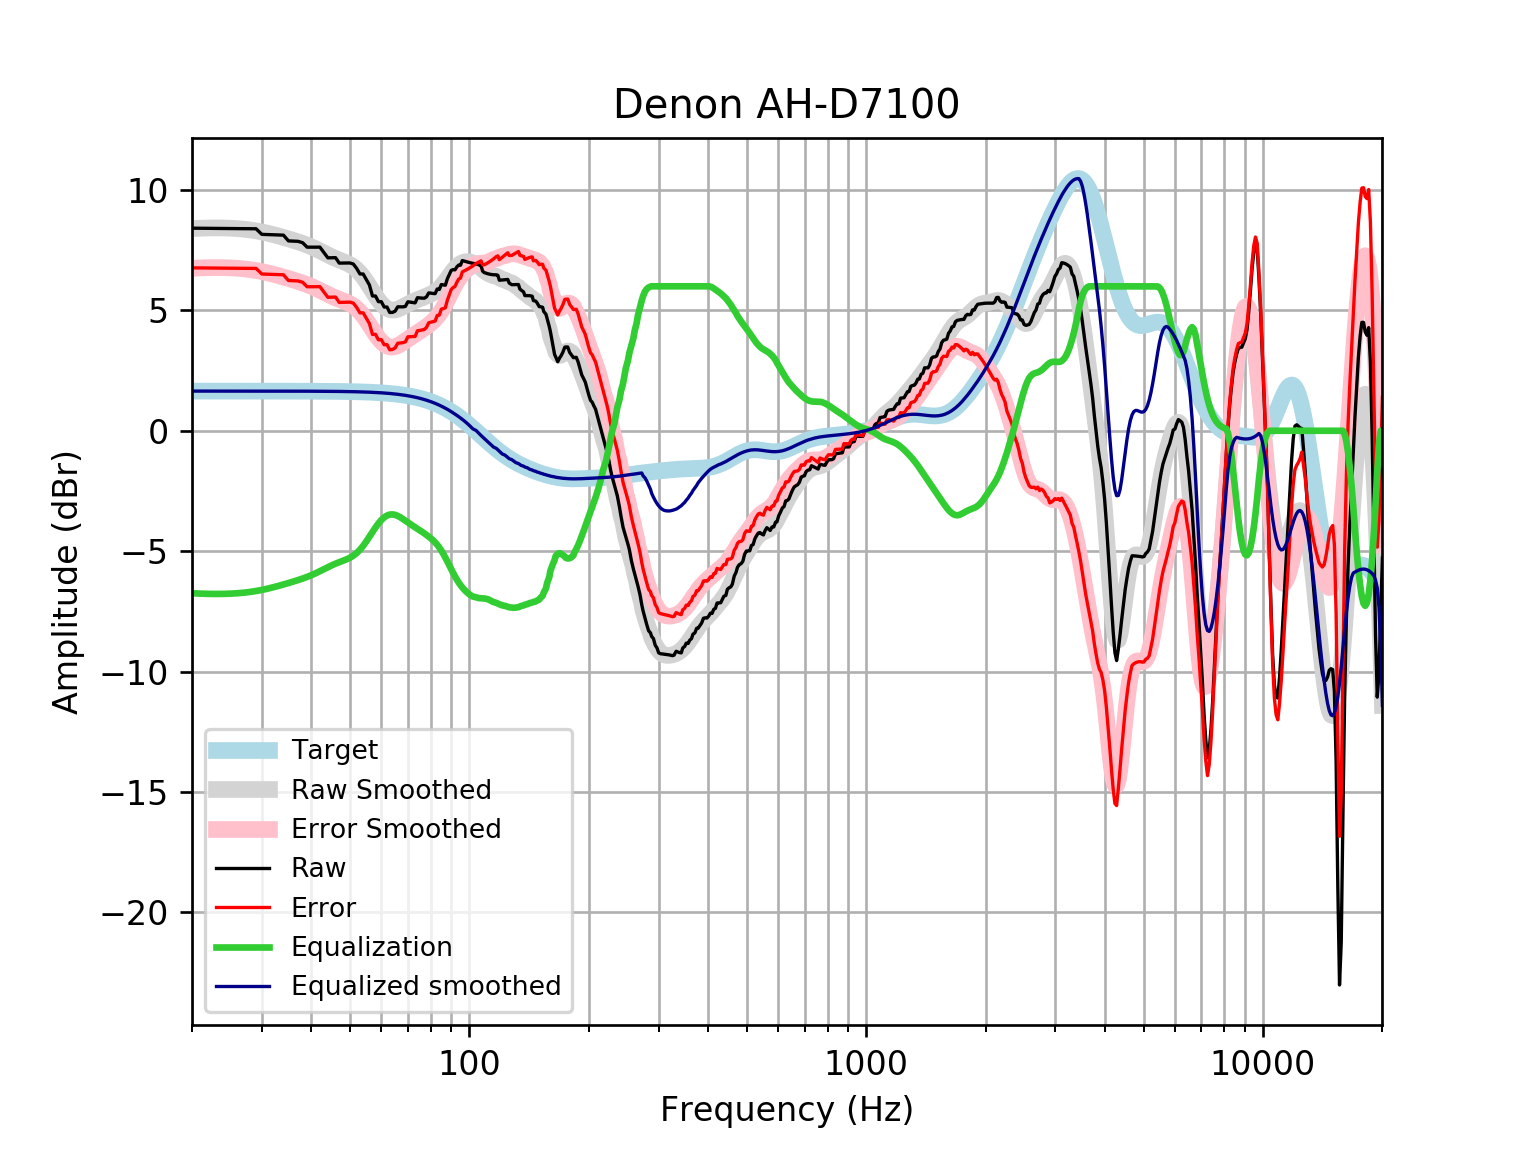 Denon AH-D7100
Amplitude (dBr)
10
5
0
−5
−10
−15
−20
Target
Raw Smoothed
Error Smoothed
Raw
Error
Equalization
Equalized smoothed
100 1000 10000
Frequency (Hz)